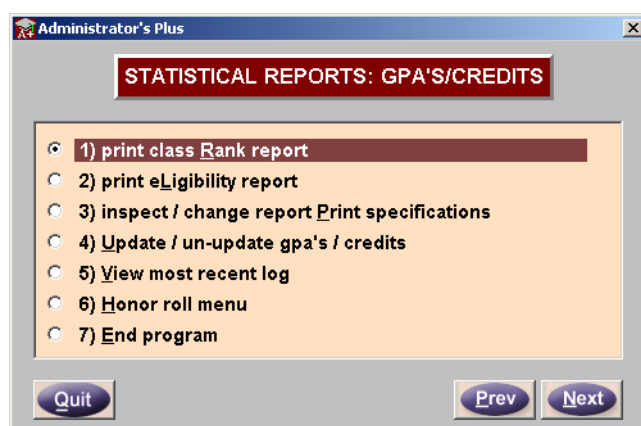 Administrator's Plus
STATISTICAL REPORTS: GPA'S/CREDITS
1) print class Rank report
2) print eLigibility report
3) inspect / change report Print specifications
4) Update / un-update gpa's / credits
5) View most recent log
6) Honor roll menu
7) End program
Quit Prev Next